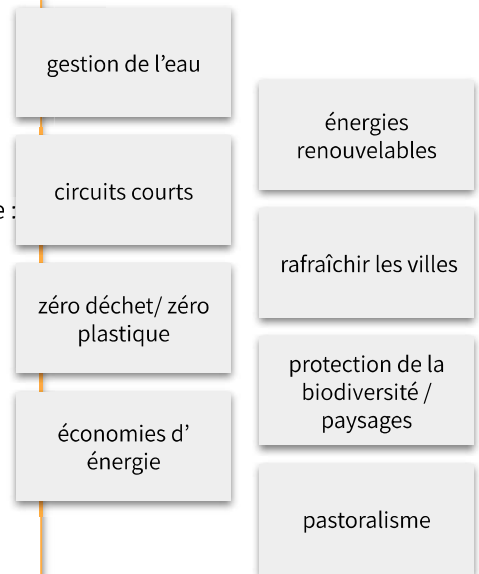 gestion de l’eau
circuits courts
e :
zéro déchet/ zéro
plastique
économies d’
énergie
énergies
renouvelables
rafraîchir les villes
protection de la
biodiversité /
paysages
pastoralisme